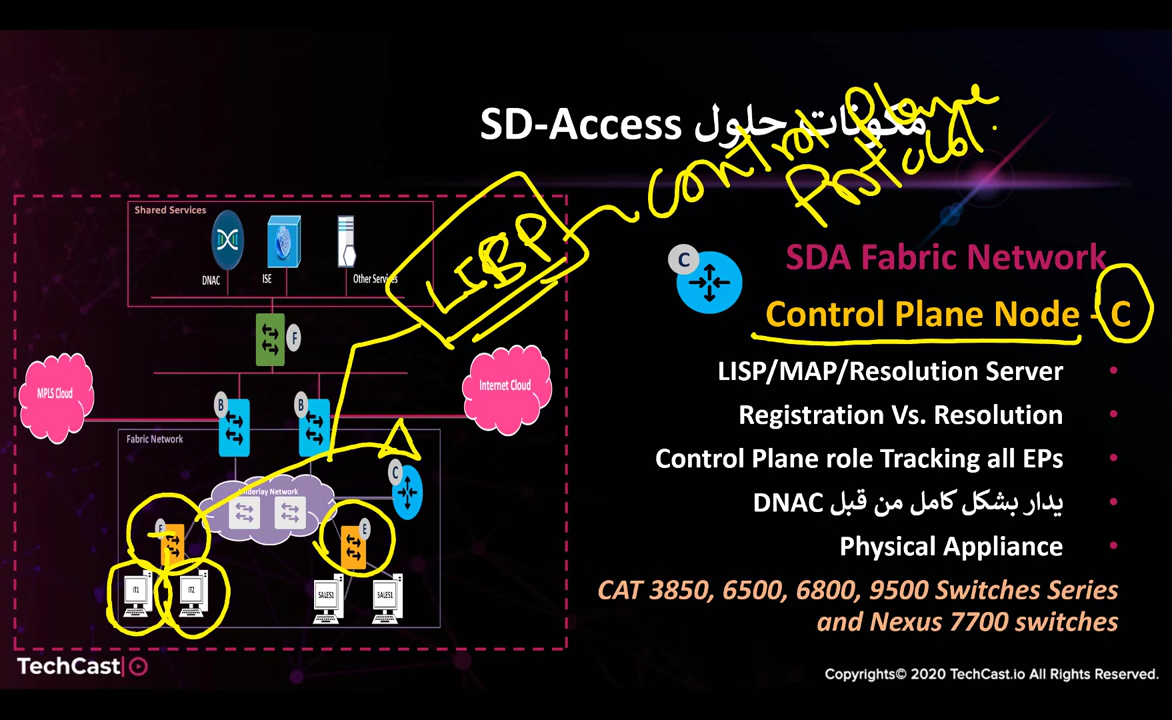 مكونات حلول SD-Access
Control Plane
Protocol.
LISP
Shared Services
DNAC
ISE
Other Services
F
MPLS Cloud
B
B
Internet Cloud
Fabric Network
Underlay Network
C
E
E
IT1
IT2
SALES1
SALES1
C
SDA Fabric Network
Control Plane Node - C
• LISP/MAP/Resolution Server
• Registration Vs. Resolution
• Control Plane role Tracking all EPs
• يدار بشكل كامل من قبل DNAC
• Physical Appliance
CAT 3850, 6500, 6800, 9500 Switches Series
and Nexus 7700 switches
TechCast
Copyrights© 2020 TechCast.io All Rights Reserved.